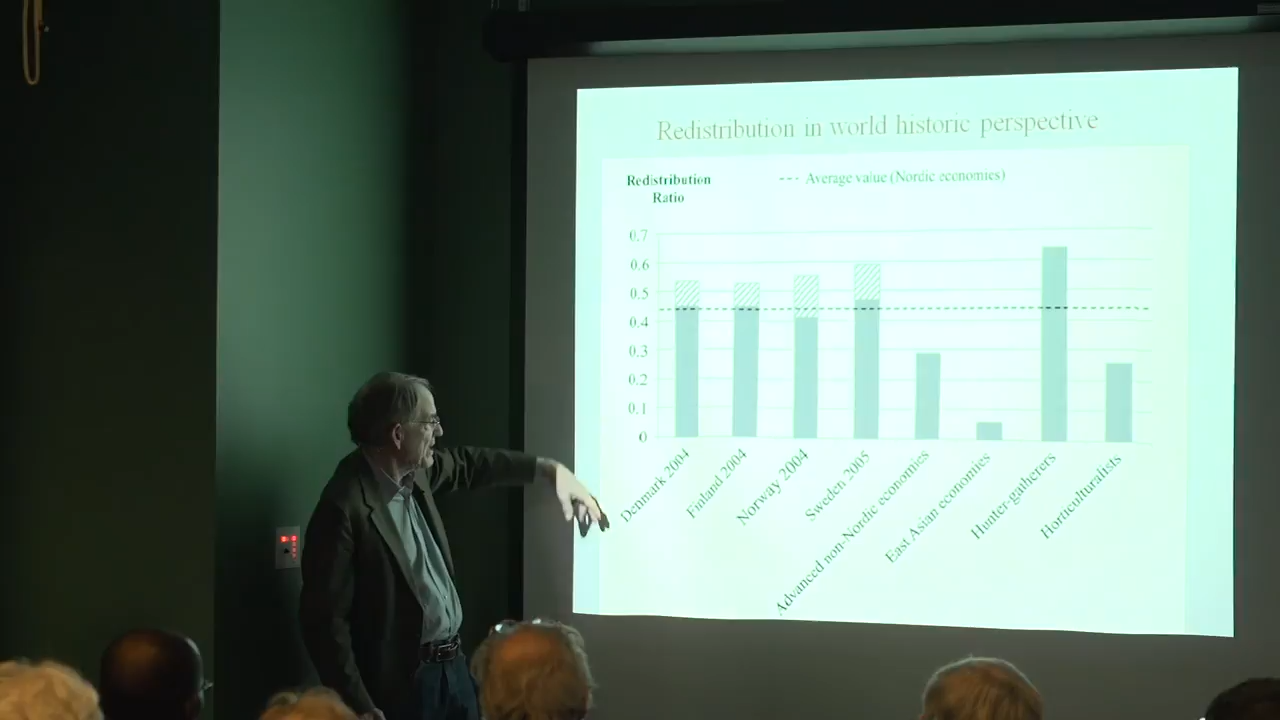 Redistribution in world historic perspective
Redistribution
Ratio
Average value (Nordic economies)
0.7
0.6
0.5
0.4
0.3
0.2
0.1
0
Denmark 2004
Finland 2004
Norway 2004
Sweden 2005
Advanced non-Nordic economies
East Asian economies
Hunter-gatherers
Horticulturalists